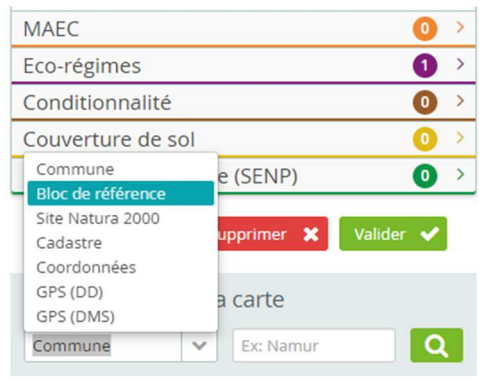 MAEC 0
Eco-régimes 1
Conditionnalité 0
Couverture de sol 0
Commune
e (SENP) 0
Bloc de référence
Site Natura 2000
Cadastre
upprimer Valider
Coordonnées
GPS (DD)
a carte
GPS (DMS)
Commune Ex: Namur